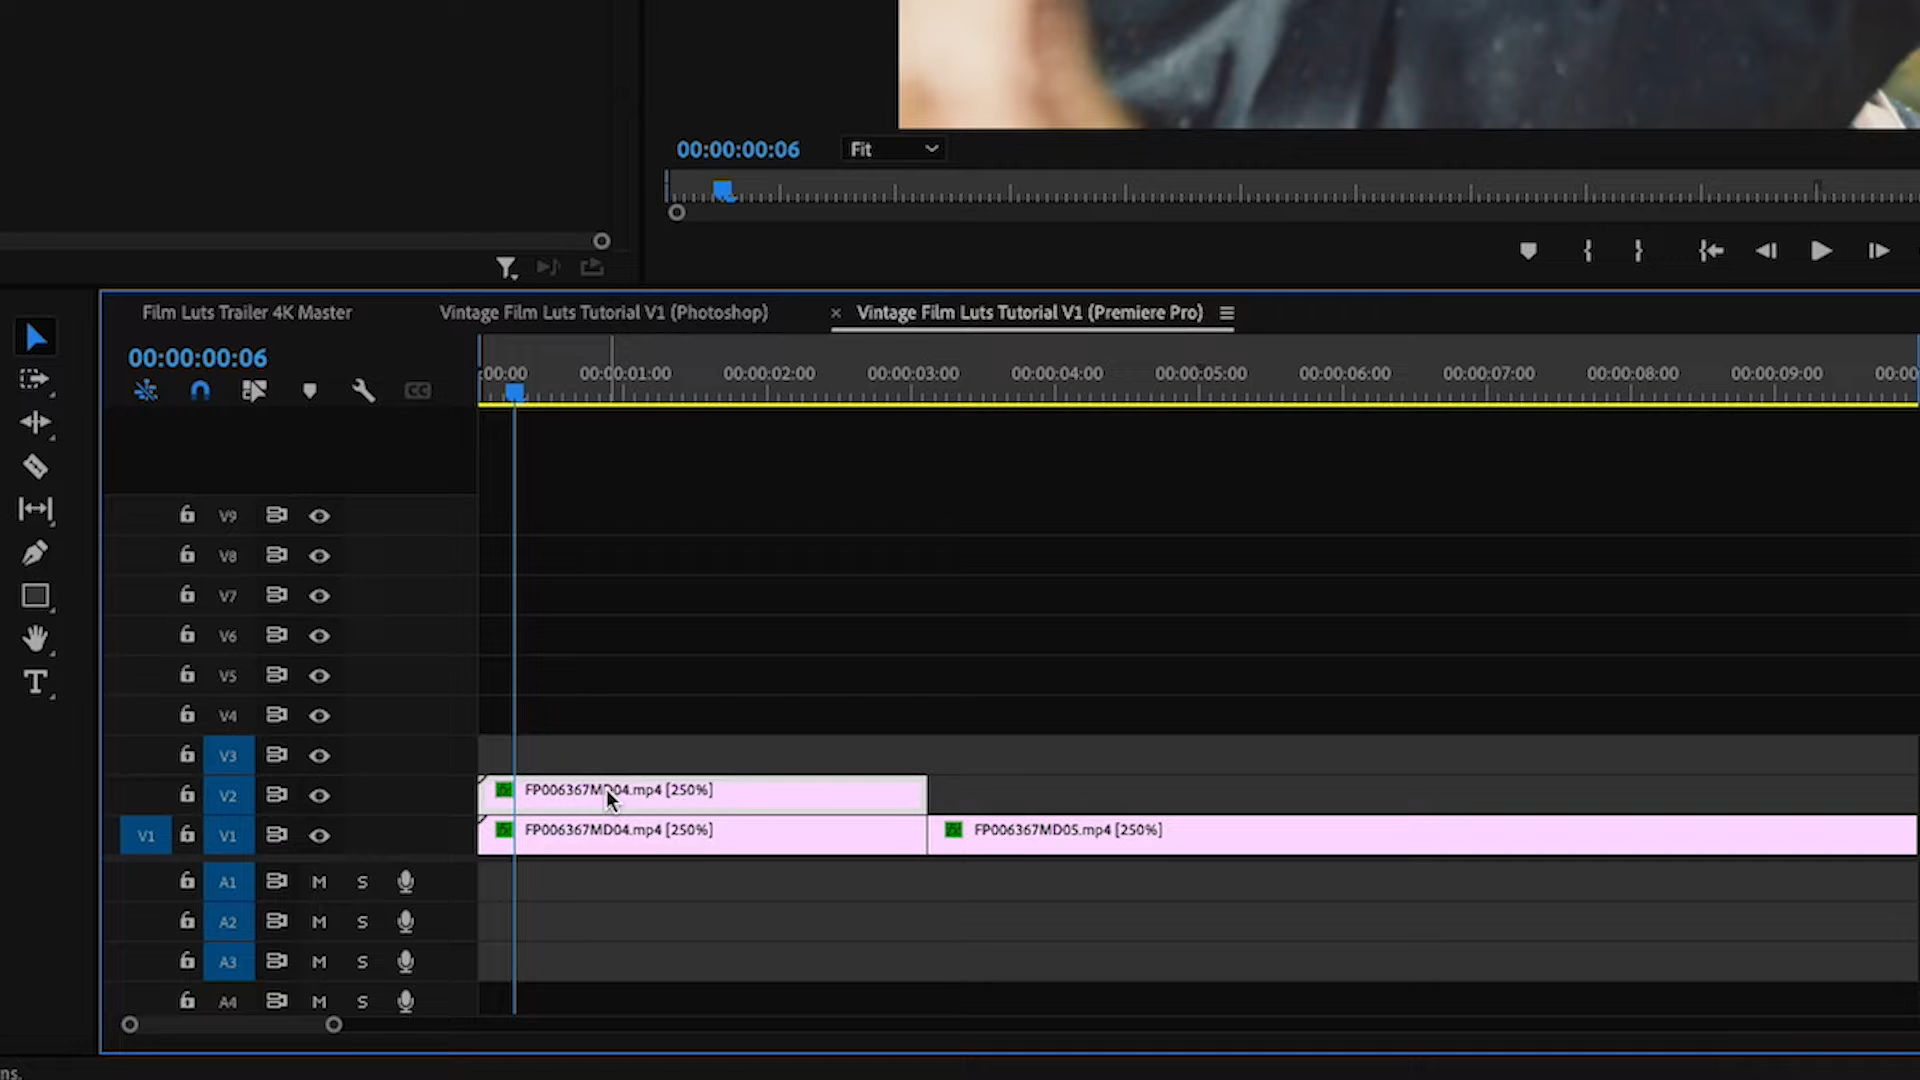 00:00:00:06 Fit
Film Luts Trailer 4K Master Vintage Film Luts Tutorial V1 (Photoshop) × Vintage Film Luts Tutorial V1 (Premiere Pro)
00:00:00:06
:00:00 00:00:01:00 00:00:02:00 00:00:03:00 00:00:04:00 00:00:05:00 00:00:06:00 00:00:07:00 00:00:08:00 00:00:09:00 00:00
CC
V9
V8
V7
V6
V5
V4
V3
V2 FP006367MD04.mp4 [250%]
V1 V1 FP006367MD04.mp4 [250%] FP006367MD05.mp4 [250%]
A1 M S
A2 M S
A3 M S
A4 M S
ns.